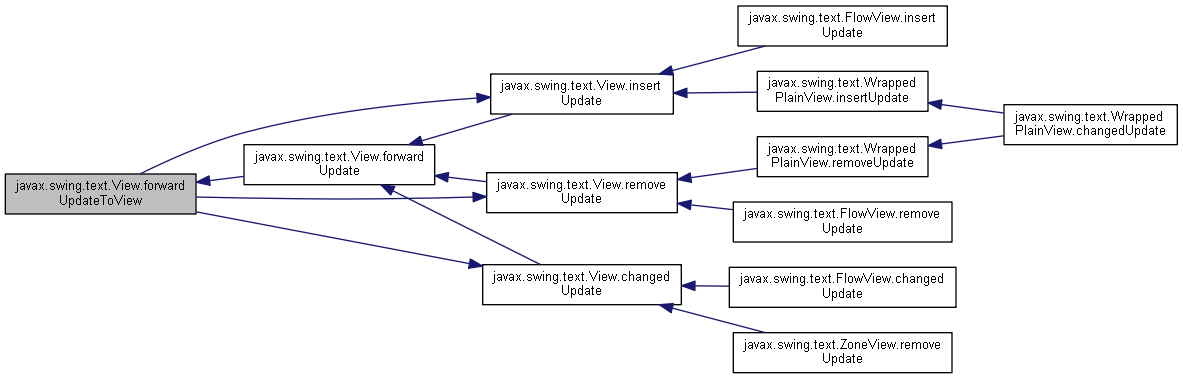 javax.swing.text.FlowView.insert
Update
javax.swing.text.View.insert
Update
javax.swing.text.Wrapped
PlainView.insertUpdate
javax.swing.text.Wrapped
PlainView.changedUpdate
javax.swing.text.View.forward
Update
javax.swing.text.Wrapped
PlainView.removeUpdate
javax.swing.text.View.forward
UpdateToView
javax.swing.text.View.remove
Update
javax.swing.text.FlowView.remove
Update
javax.swing.text.View.changed
Update
javax.swing.text.FlowView.changed
Update
javax.swing.text.ZoneView.remove
Update